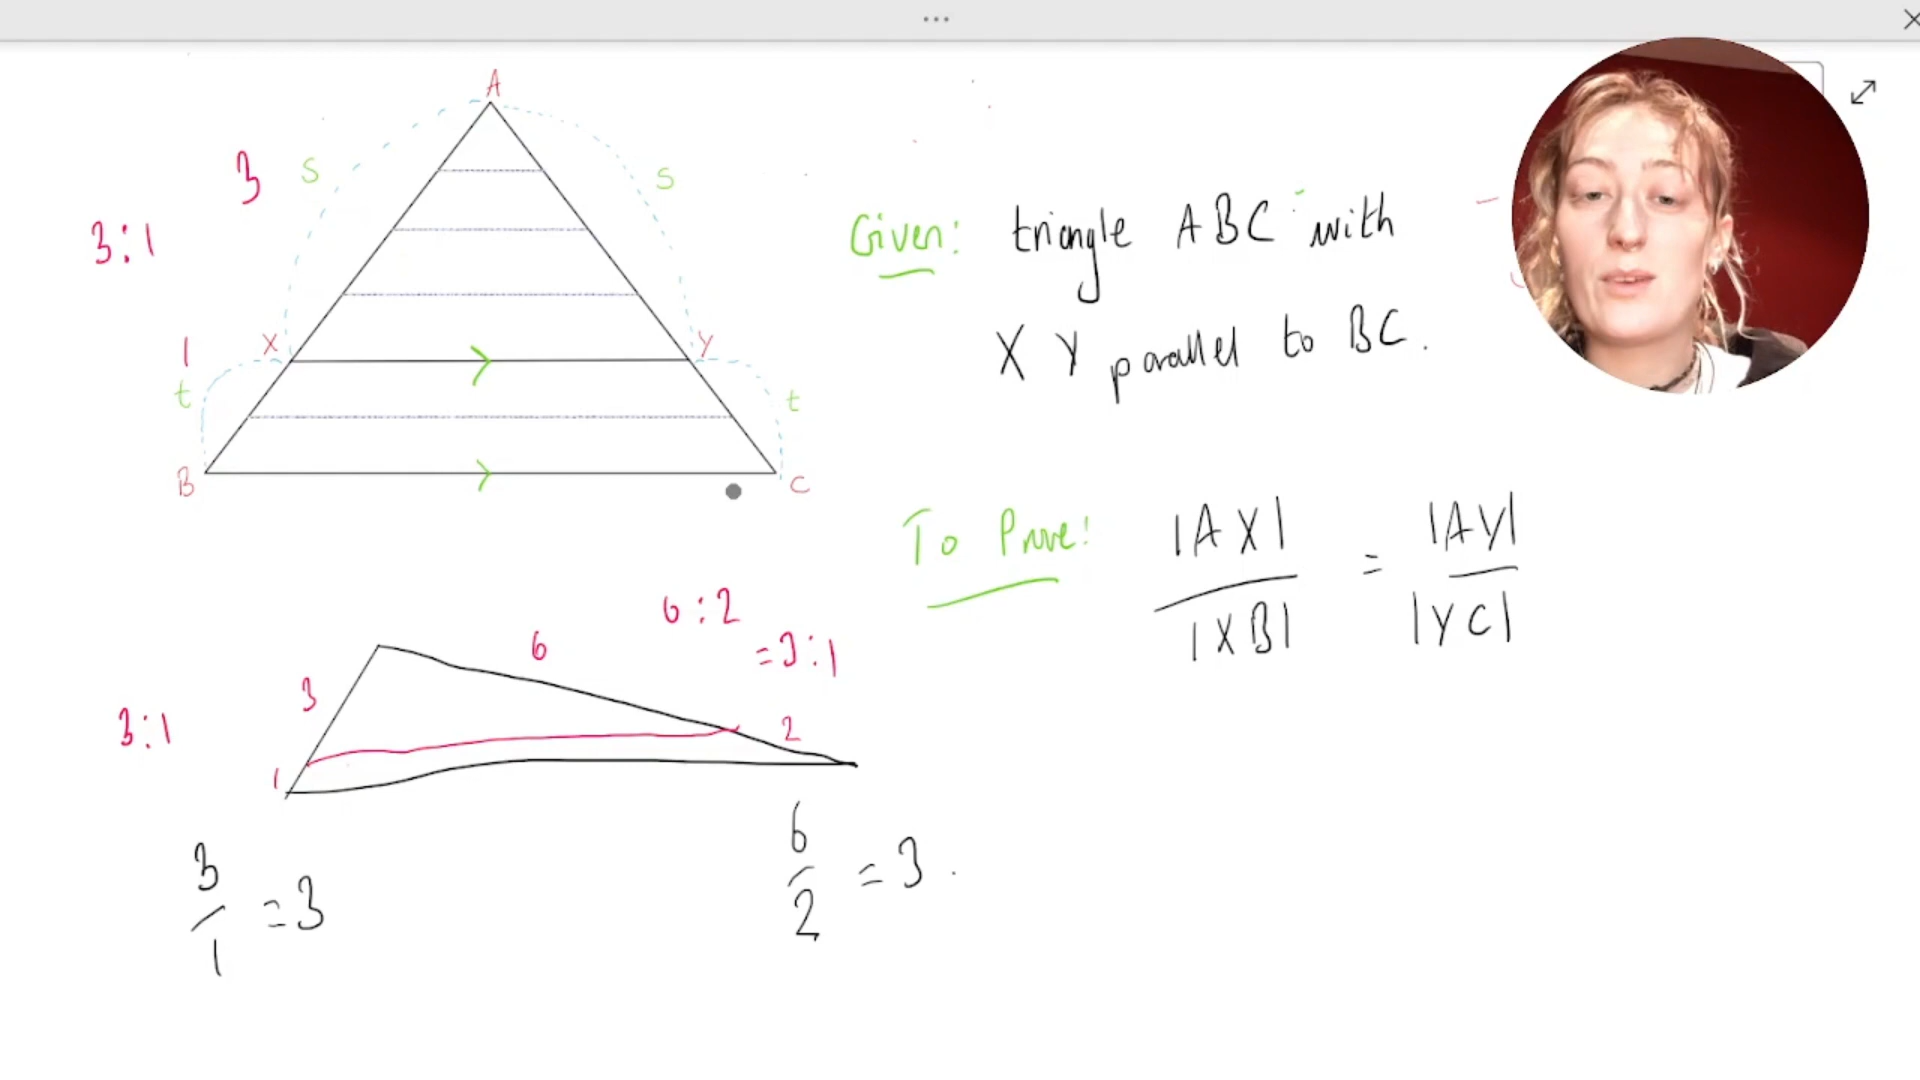 A
3 S S
3:1
Given: triangle ABC with
X Y parallel to BC.
1 X Y
t t
B C
To Prove: |AX| = |AY|
|XB| |YC|
6:2
=3:1
6
3
3:1
2
1
6
2 =3.
3
1 =3